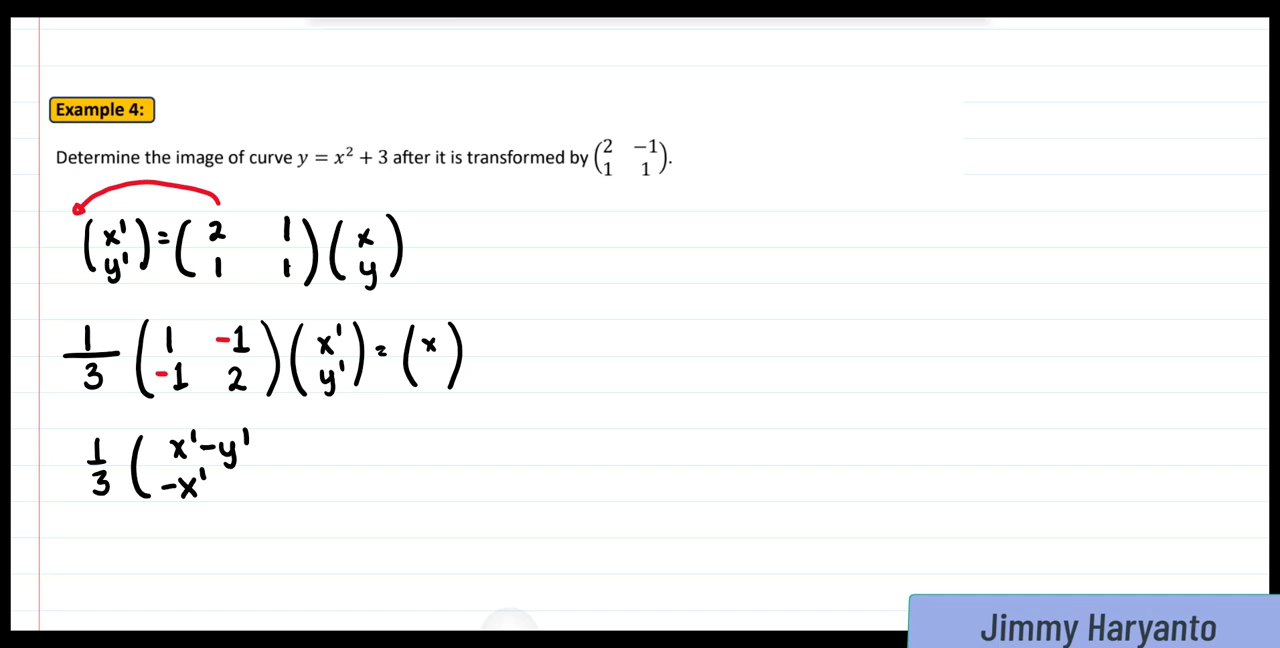 Example 4:
Determine the image of curve y = x² + 3 after it is transformed by (2 −1
1 1).
(x'
y') = (2 1
1 1) (x
y)
1/3 (1 -1
-1 2) (x'
y') = (x )
1/3 ( x'-y'
-x'
Jimmy Haryanto